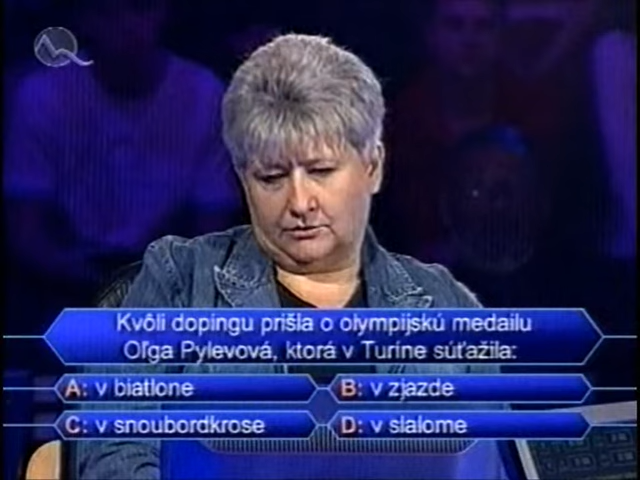 Kvôli dopingu prišla o olympijskú medailu
Oľga Pylevová, ktorá v Turíne súťažila:
A: v biatlone
B: v zjazde
C: v snoubordkrose
D: v slalome